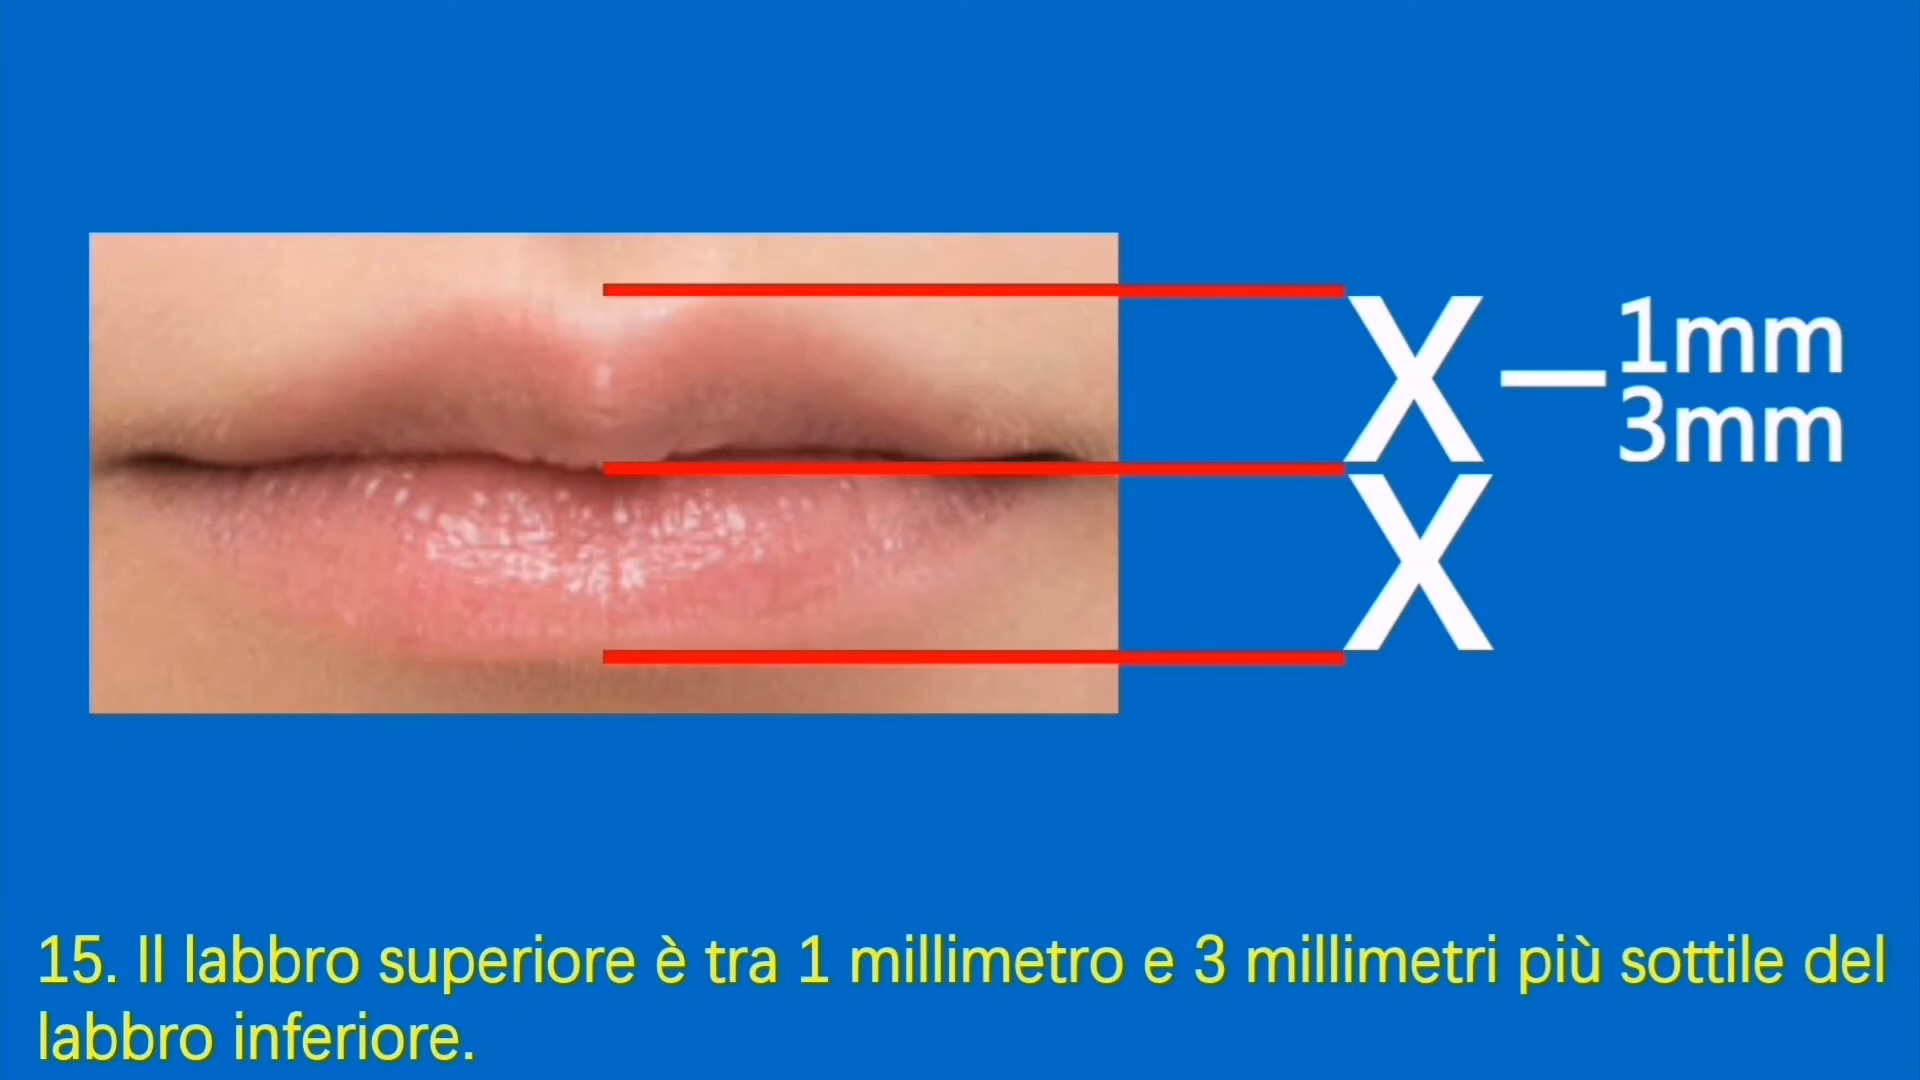 X
—
1mm
3mm
X
15. Il labbro superiore è tra 1 millimetro e 3 millimetri più sottile del
labbro inferiore.